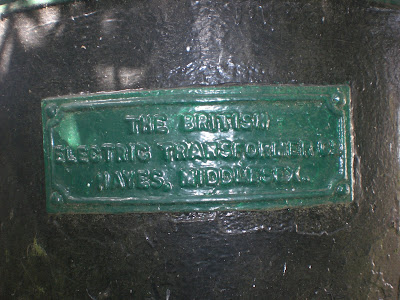 THE BRITISH
ELECTRIC TRANSFORMER Co
HAYES, MIDDLESEX.